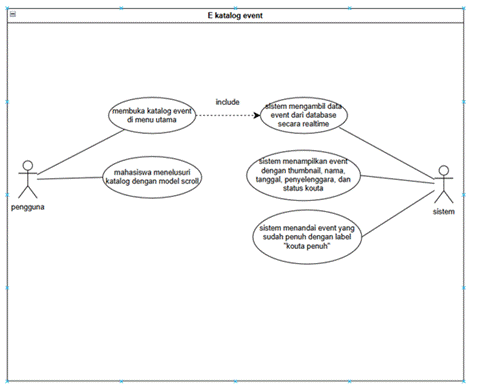 E katalog event
membuka katalog event
di menu utama
include
sistem mengambil data
event dari database
secara realtime
mahasiswa menelusuri
katalog dengan model scroll
sistem menampilkan event
dengan thumbnail, nama,
tanggal, penyelenggara, dan
status kouta
pengguna
sistem
sistem menandai event yang
sudah penuh dengan label
"kouta penuh"